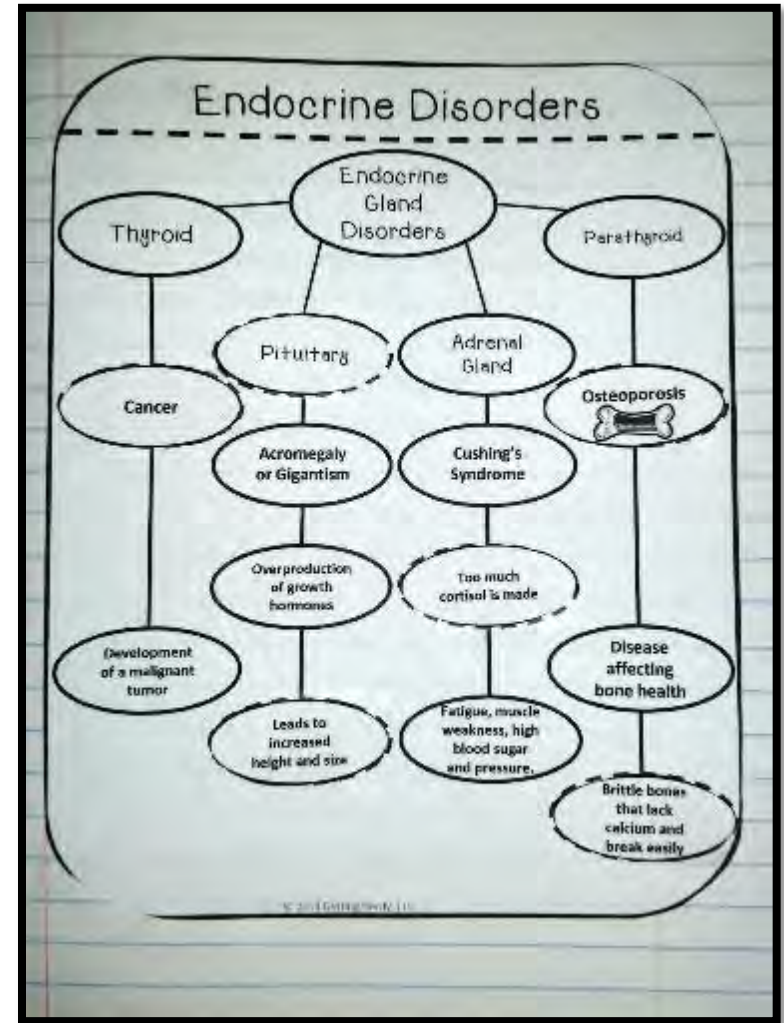 Endocrine Disorders
Endocrine
Gland
Disorders
Thyroid
Parathyroid
Pituitary
Adrenal
Gland
Cancer
Osteoporosis
Acromegaly
or Gigantism
Cushing's
Syndrome
Overproduction
of growth
hormones
Too much
cortisol is made
Development
of a malignant
tumor
Disease
affecting
bone health
Leads to
increased
height and size
Fatigue, muscle
weakness, high
blood sugar
and pressure.
Brittle bones
that lack
calcium and
break easily
©